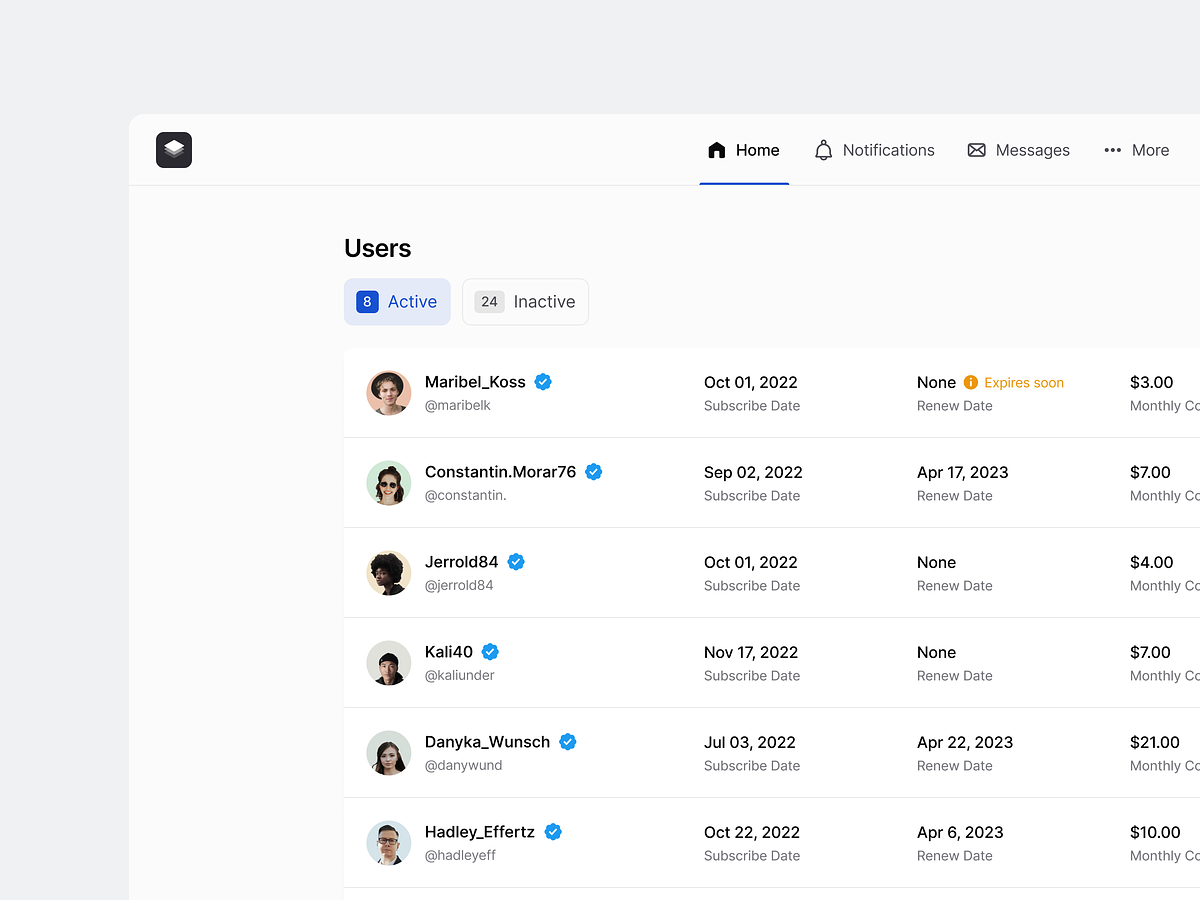 Home Notifications Messages More
Users
8 Active 24 Inactive
Maribel_Koss Oct 01, 2022 None Expires soon $3.00
@maribelk Subscribe Date Renew Date Monthly Co
Constantin.Morar76 Sep 02, 2022 Apr 17, 2023 $7.00
@constantin. Subscribe Date Renew Date Monthly Co
Jerrold84 Oct 01, 2022 None $4.00
@jerrold84 Subscribe Date Renew Date Monthly Co
Kali40 Nov 17, 2022 None $7.00
@kaliunder Subscribe Date Renew Date Monthly Co
Danyka_Wunsch Jul 03, 2022 Apr 22, 2023 $21.00
@danywund Subscribe Date Renew Date Monthly Co
Hadley_Effertz Oct 22, 2022 Apr 6, 2023 $10.00
@hadleyeff Subscribe Date Renew Date Monthly Co